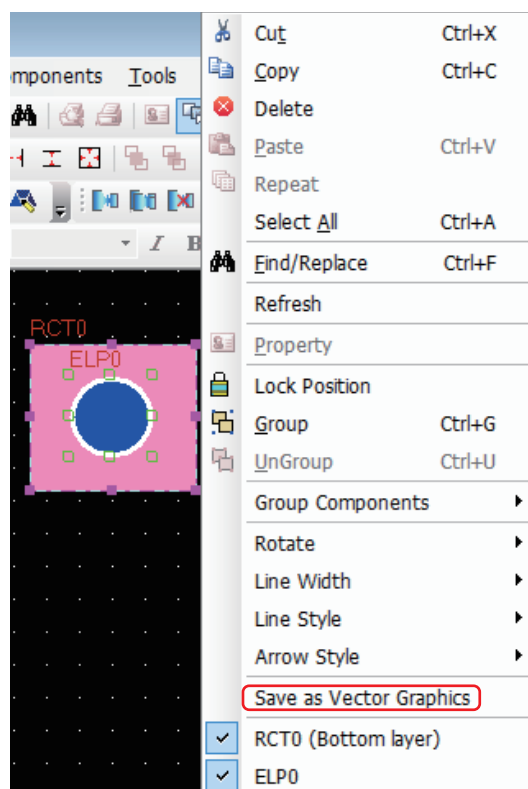 mponents Tools
I B
RCT0
ELP0
Cut Ctrl+X
Copy Ctrl+C
Delete
Paste Ctrl+V
Repeat
Select All Ctrl+A
Find/Replace Ctrl+F
Refresh
Property
Lock Position
Group Ctrl+G
UnGroup Ctrl+U
Group Components
Rotate
Line Width
Line Style
Arrow Style
Save as Vector Graphics
RCT0 (Bottom layer)
ELP0